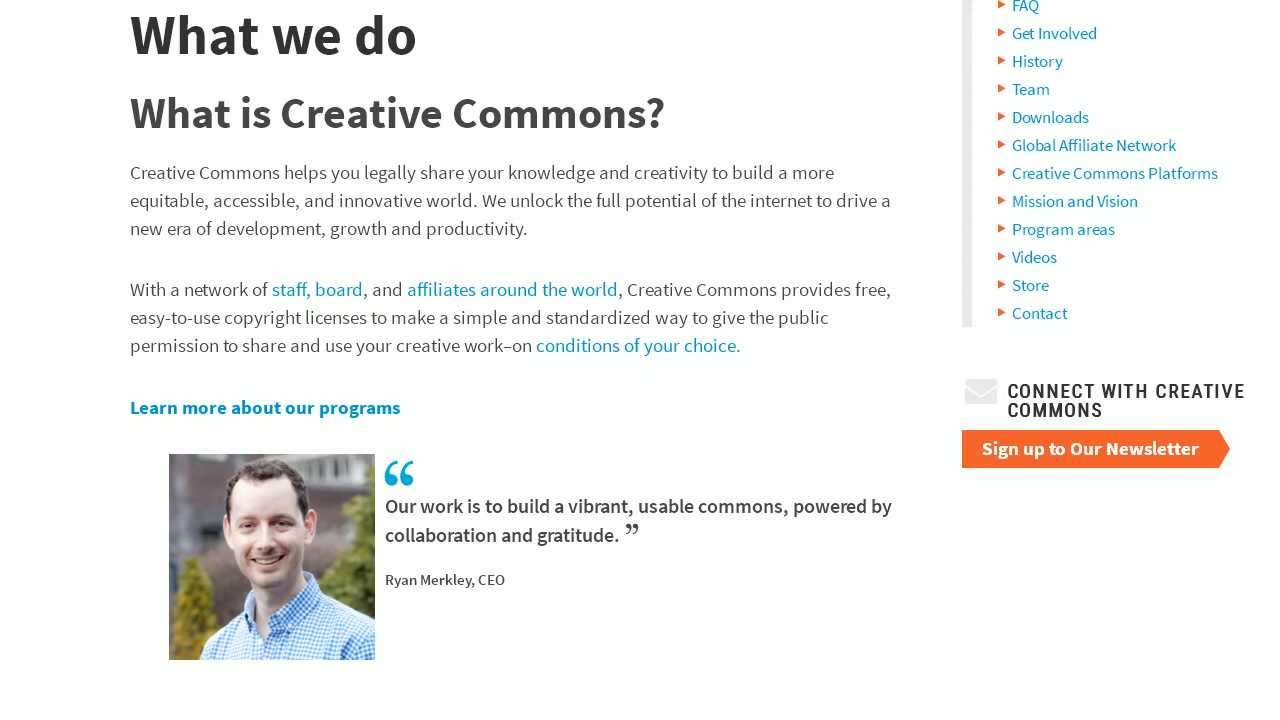 What we do
What is Creative Commons?
Creative Commons helps you legally share your knowledge and creativity to build a more
equitable, accessible, and innovative world. We unlock the full potential of the internet to drive a
new era of development, growth and productivity.
With a network of staff, board, and affiliates around the world, Creative Commons provides free,
easy-to-use copyright licenses to make a simple and standardized way to give the public
permission to share and use your creative work–on conditions of your choice.
Learn more about our programs
“
Our work is to build a vibrant, usable commons, powered by
collaboration and gratitude. ”
Ryan Merkley, CEO
FAQ
Get Involved
History
Team
Downloads
Global Affiliate Network
Creative Commons Platforms
Mission and Vision
Program areas
Videos
Store
Contact
CONNECT WITH CREATIVE
COMMONS
Sign up to Our Newsletter